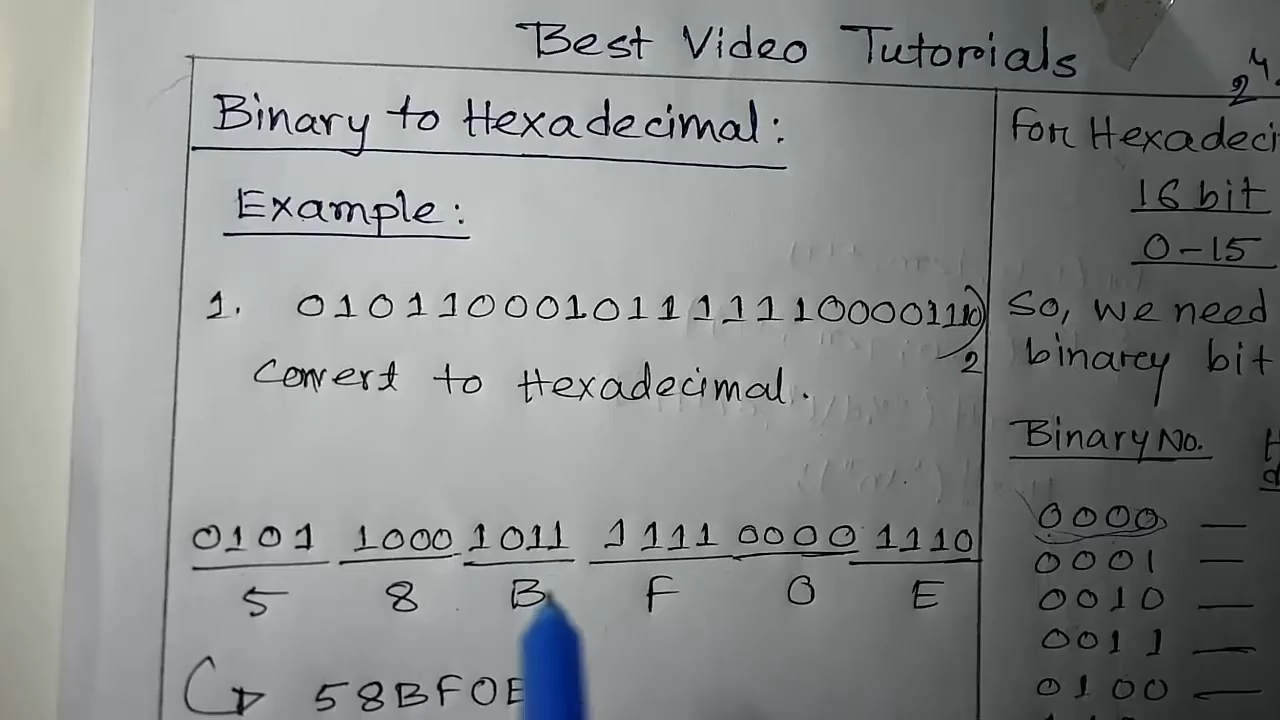 Best Video Tutorials
Binary to Hexadecimal:
Example:
1. 010110001011111100001110)2
Convert to Hexadecimal.
0101 1000 1011 1111 0000 1110
5 8 B F 0 E
58BF0E
2^4
For Hexadeci
16 bit
0-15
So, we need
binary bit
Binary No. H
0000 —
0001 —
0010 —
0011 —
0100 —